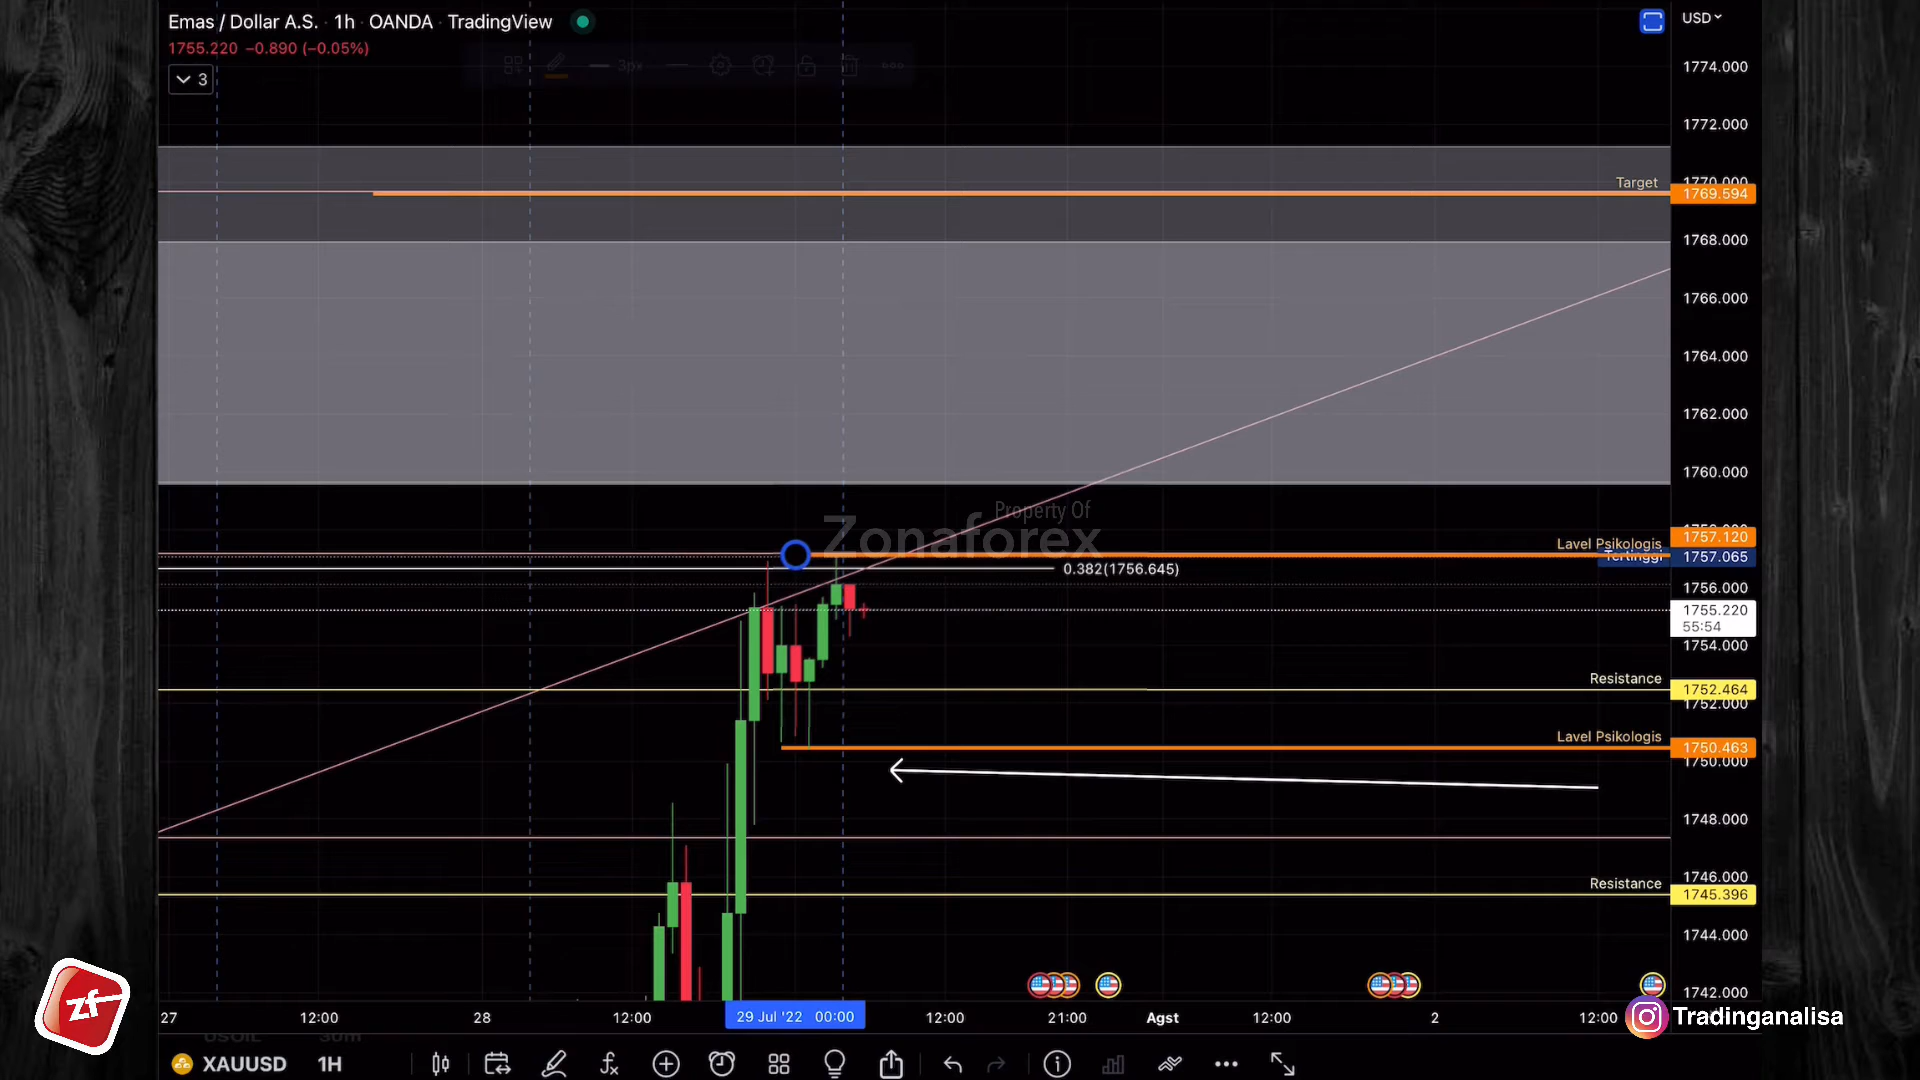 Emas / Dollar A.S. · 1h · OANDA · TradingView
USD
1755.220 −0.890 (−0.05%)
3px
3
1774.000
1772.000
Target
1770.000
1769.594
1768.000
1766.000
1764.000
1762.000
1760.000
Property Of
Zonaforex
Lavel Psikologis
1757.120
Tertinggi
1757.065
0.382(1756.645)
1756.000
1755.220
55:54
1754.000
Resistance
1752.464
1752.000
Lavel Psikologis
1750.463
1750.000
1748.000
1746.000
Resistance
1745.396
1744.000
1742.000
27
12:00
28
12:00
29 Jul '22 00:00
12:00
21:00
Agst
12:00
2
12:00
zf
Tradinganalisa
USOIL
XAUUSD
1H